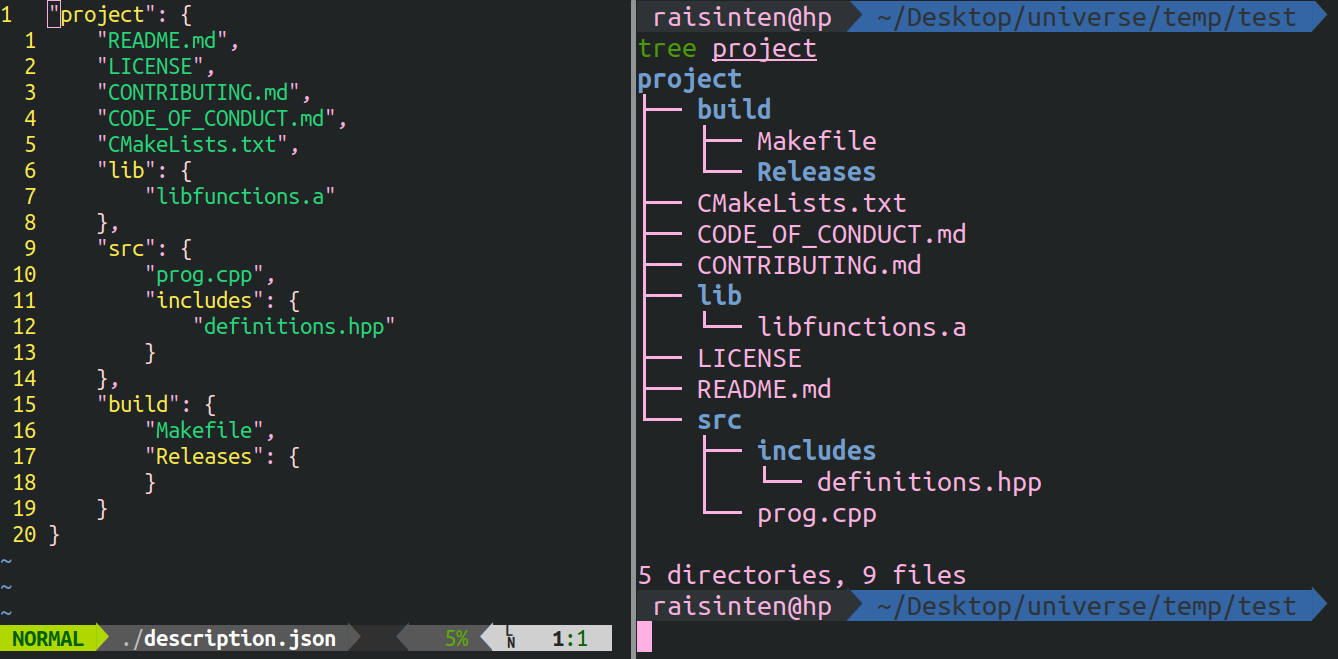 1 "project": {
1 "README.md",
2 "LICENSE",
3 "CONTRIBUTING.md",
4 "CODE_OF_CONDUCT.md",
5 "CMakeLists.txt",
6 "lib": {
7 "libfunctions.a"
8 },
9 "src": {
10 "prog.cpp",
11 "includes": {
12 "definitions.hpp"
13 }
14 },
15 "build": {
16 "Makefile",
17 "Releases": {
18 }
19 }
20 }
~
~
~
NORMAL ./description.json 5% LN 1:1
raisinten@hp ~/Desktop/universe/temp/test
tree project
project
├── build
│   ├── Makefile
│   └── Releases
├── CMakeLists.txt
├── CODE_OF_CONDUCT.md
├── CONTRIBUTING.md
├── lib
│   └── libfunctions.a
├── LICENSE
├── README.md
└── src
    ├── includes
    │   └── definitions.hpp
    └── prog.cpp
5 directories, 9 files
raisinten@hp ~/Desktop/universe/temp/test